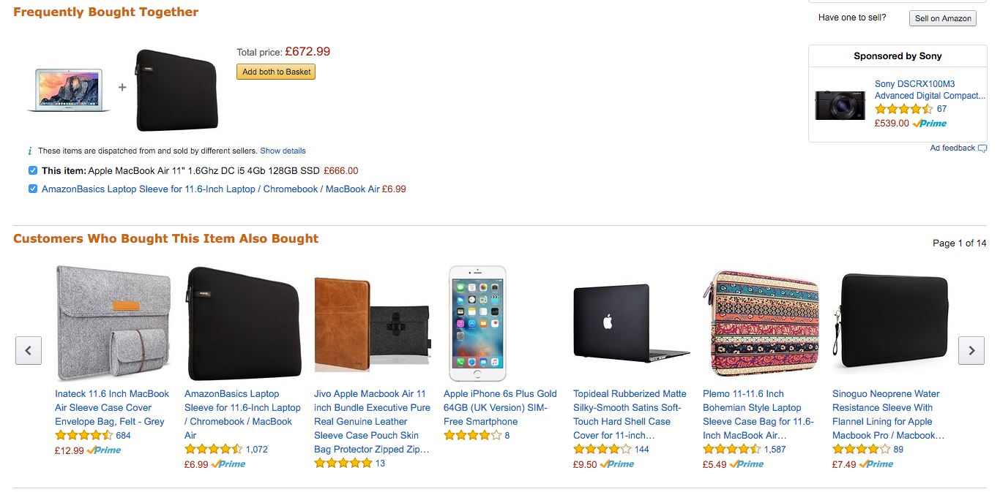 Frequently Bought Together
+
Total price: £672.99
Add both to Basket
i These items are dispatched from and sold by different sellers. Show details
This item: Apple MacBook Air 11" 1.6Ghz DC i5 4Gb 128GB SSD £666.00
AmazonBasics Laptop Sleeve for 11.6-Inch Laptop / Chromebook / MacBook Air £6.99
Have one to sell?
Sell on Amazon
Sponsored by Sony
SONY
Sony DSCRX100M3
Advanced Digital Compact...
67
£539.00 Prime
Ad feedback
Customers Who Bought This Item Also Bought
Page 1 of 14
Inateck 11.6 Inch MacBook
Air Sleeve Case Cover
Envelope Bag, Felt - Grey
684
£12.99 Prime
AmazonBasics Laptop
Sleeve for 11.6-Inch Laptop
/ Chromebook / MacBook
Air
1,072
£6.99 Prime
Jivo Apple Macbook Air 11
inch Bundle Executive Pure
Real Genuine Leather
Sleeve Case Pouch Skin
Bag Protector Zipped Zip...
13
Apple iPhone 6s Plus Gold
64GB (UK Version) SIM-
Free Smartphone
8
Topideal Rubberized Matte
Silky-Smooth Satins Soft-
Touch Hard Shell Case
Cover for 11-inch...
144
£9.50 Prime
Plemo 11-11.6 Inch
Bohemian Style Laptop
Sleeve Case Bag for 11.6-
Inch MacBook Air...
1,587
£5.49 Prime
Sinoguo Neoprene Water
Resistance Sleeve With
Flannel Lining for Apple
Macbook Pro / Macbook...
89
£7.49 Prime